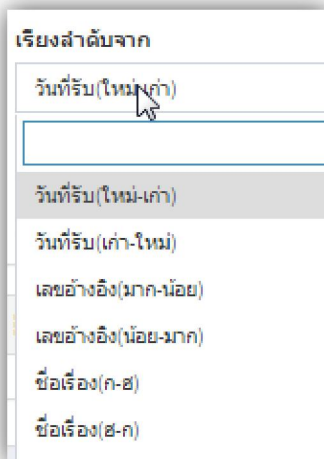 เรียงลำดับจาก
วันที่รับ(ใหม่-เก่า)
วันที่รับ(ใหม่-เก่า)
วันที่รับ(เก่า-ใหม่)
เลขอ้างอิง(มาก-น้อย)
เลขอ้างอิง(น้อย-มาก)
ชื่อเรื่อง(ก-ฮ)
ชื่อเรื่อง(ฮ-ก)